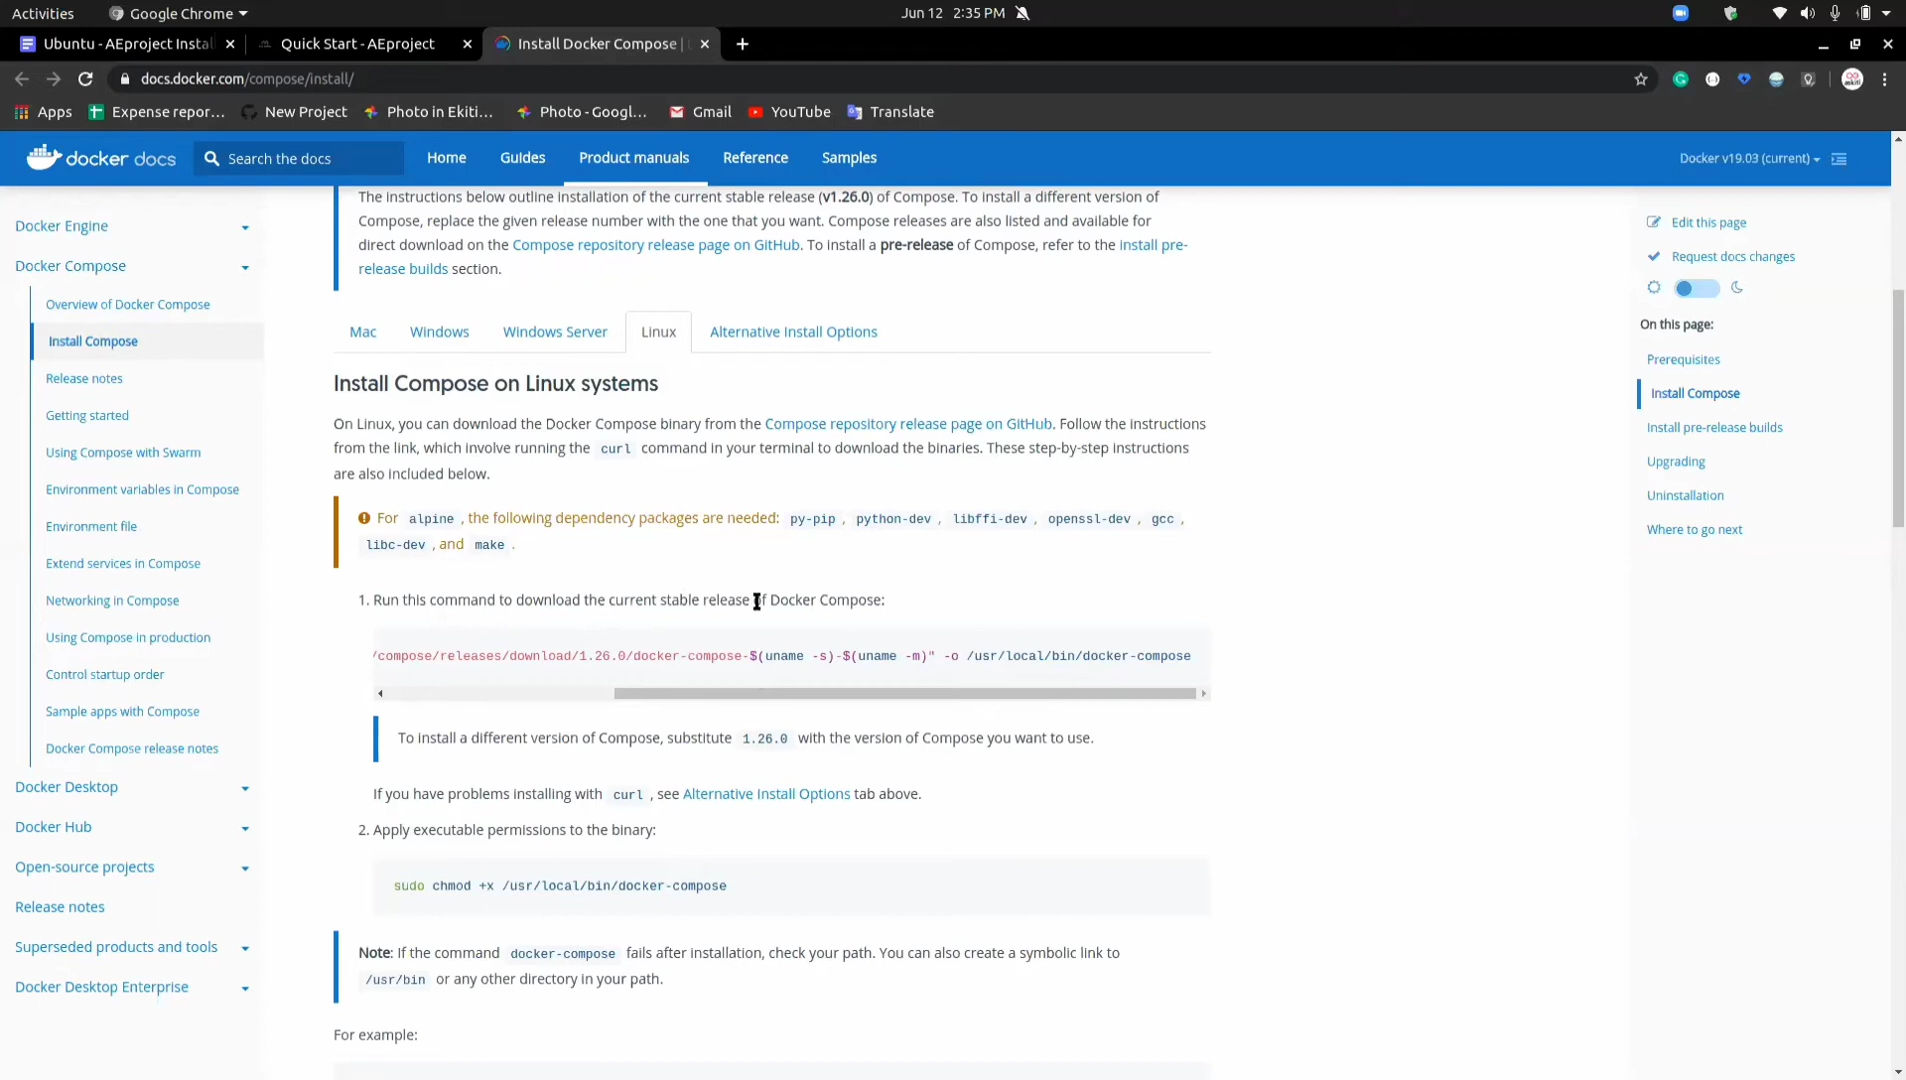 Activities Google Chrome Jun 12 2:35 PM
Ubuntu - AEproject Instal Quick Start - AEproject Install Docker Compose |
docs.docker.com/compose/install/
Apps Expense repor... New Project Photo in Ekiti... Photo - Googl... Gmail YouTube Translate
docker docs Search the docs Home Guides Product manuals Reference Samples Docker v19.03 (current)
Docker Engine
Docker Compose
Overview of Docker Compose
Install Compose
Release notes
Getting started
Using Compose with Swarm
Environment variables in Compose
Environment file
Extend services in Compose
Networking in Compose
Using Compose in production
Control startup order
Sample apps with Compose
Docker Compose release notes
Docker Desktop
Docker Hub
Open-source projects
Release notes
Superseded products and tools
Docker Desktop Enterprise
The instructions below outline installation of the current stable release (v1.26.0) of Compose. To install a different version of
Compose, replace the given release number with the one that you want. Compose releases are also listed and available for
direct download on the Compose repository release page on GitHub. To install a pre-release of Compose, refer to the install pre-
release builds section.
Mac Windows Windows Server Linux Alternative Install Options
Install Compose on Linux systems
On Linux, you can download the Docker Compose binary from the Compose repository release page on GitHub. Follow the instructions
from the link, which involve running the curl command in your terminal to download the binaries. These step-by-step instructions
are also included below.
For alpine , the following dependency packages are needed: py-pip , python-dev , libffi-dev , openssl-dev , gcc ,
libc-dev , and make .
1. Run this command to download the current stable release of Docker Compose:
/compose/releases/download/1.26.0/docker-compose-$(uname -s)-$(uname -m)" -o /usr/local/bin/docker-compose
To install a different version of Compose, substitute 1.26.0 with the version of Compose you want to use.
If you have problems installing with curl , see Alternative Install Options tab above.
2. Apply executable permissions to the binary:
sudo chmod +x /usr/local/bin/docker-compose
Note: If the command docker-compose fails after installation, check your path. You can also create a symbolic link to
/usr/bin or any other directory in your path.
For example:
Edit this page
Request docs changes
On this page:
Prerequisites
Install Compose
Install pre-release builds
Upgrading
Uninstallation
Where to go next